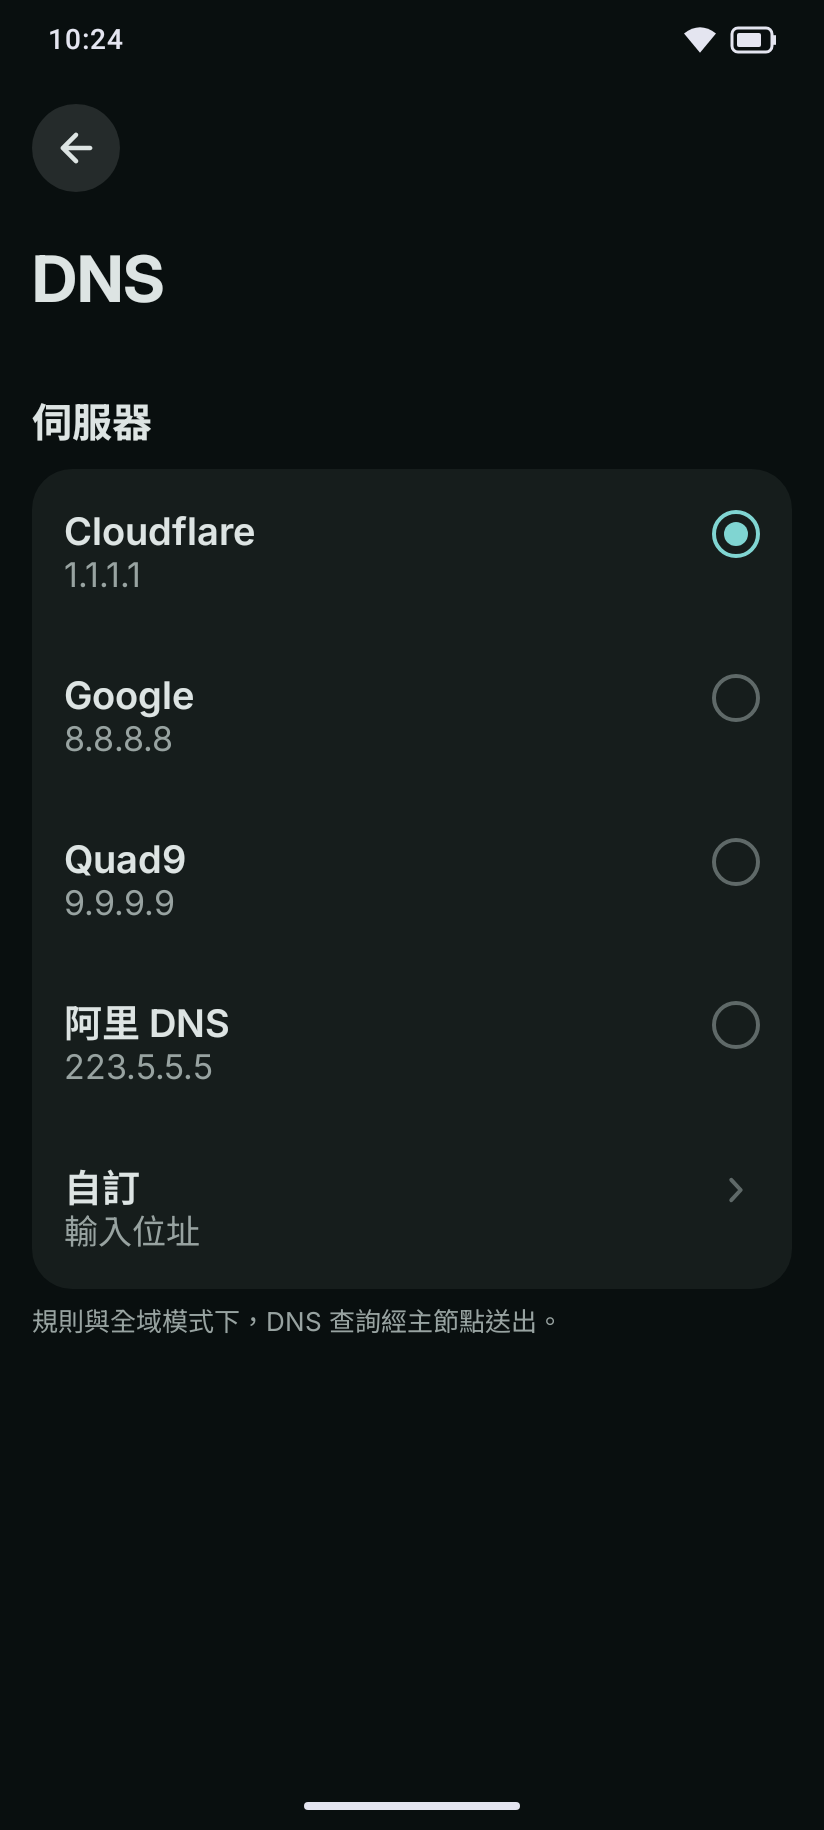 10:24
DNS
伺服器
Cloudflare
1.1.1.1
Google
8.8.8.8
Quad9
9.9.9.9
阿里 DNS
223.5.5.5
自訂
輸入位址
規則與全域模式下，DNS 查詢經主節點送出。